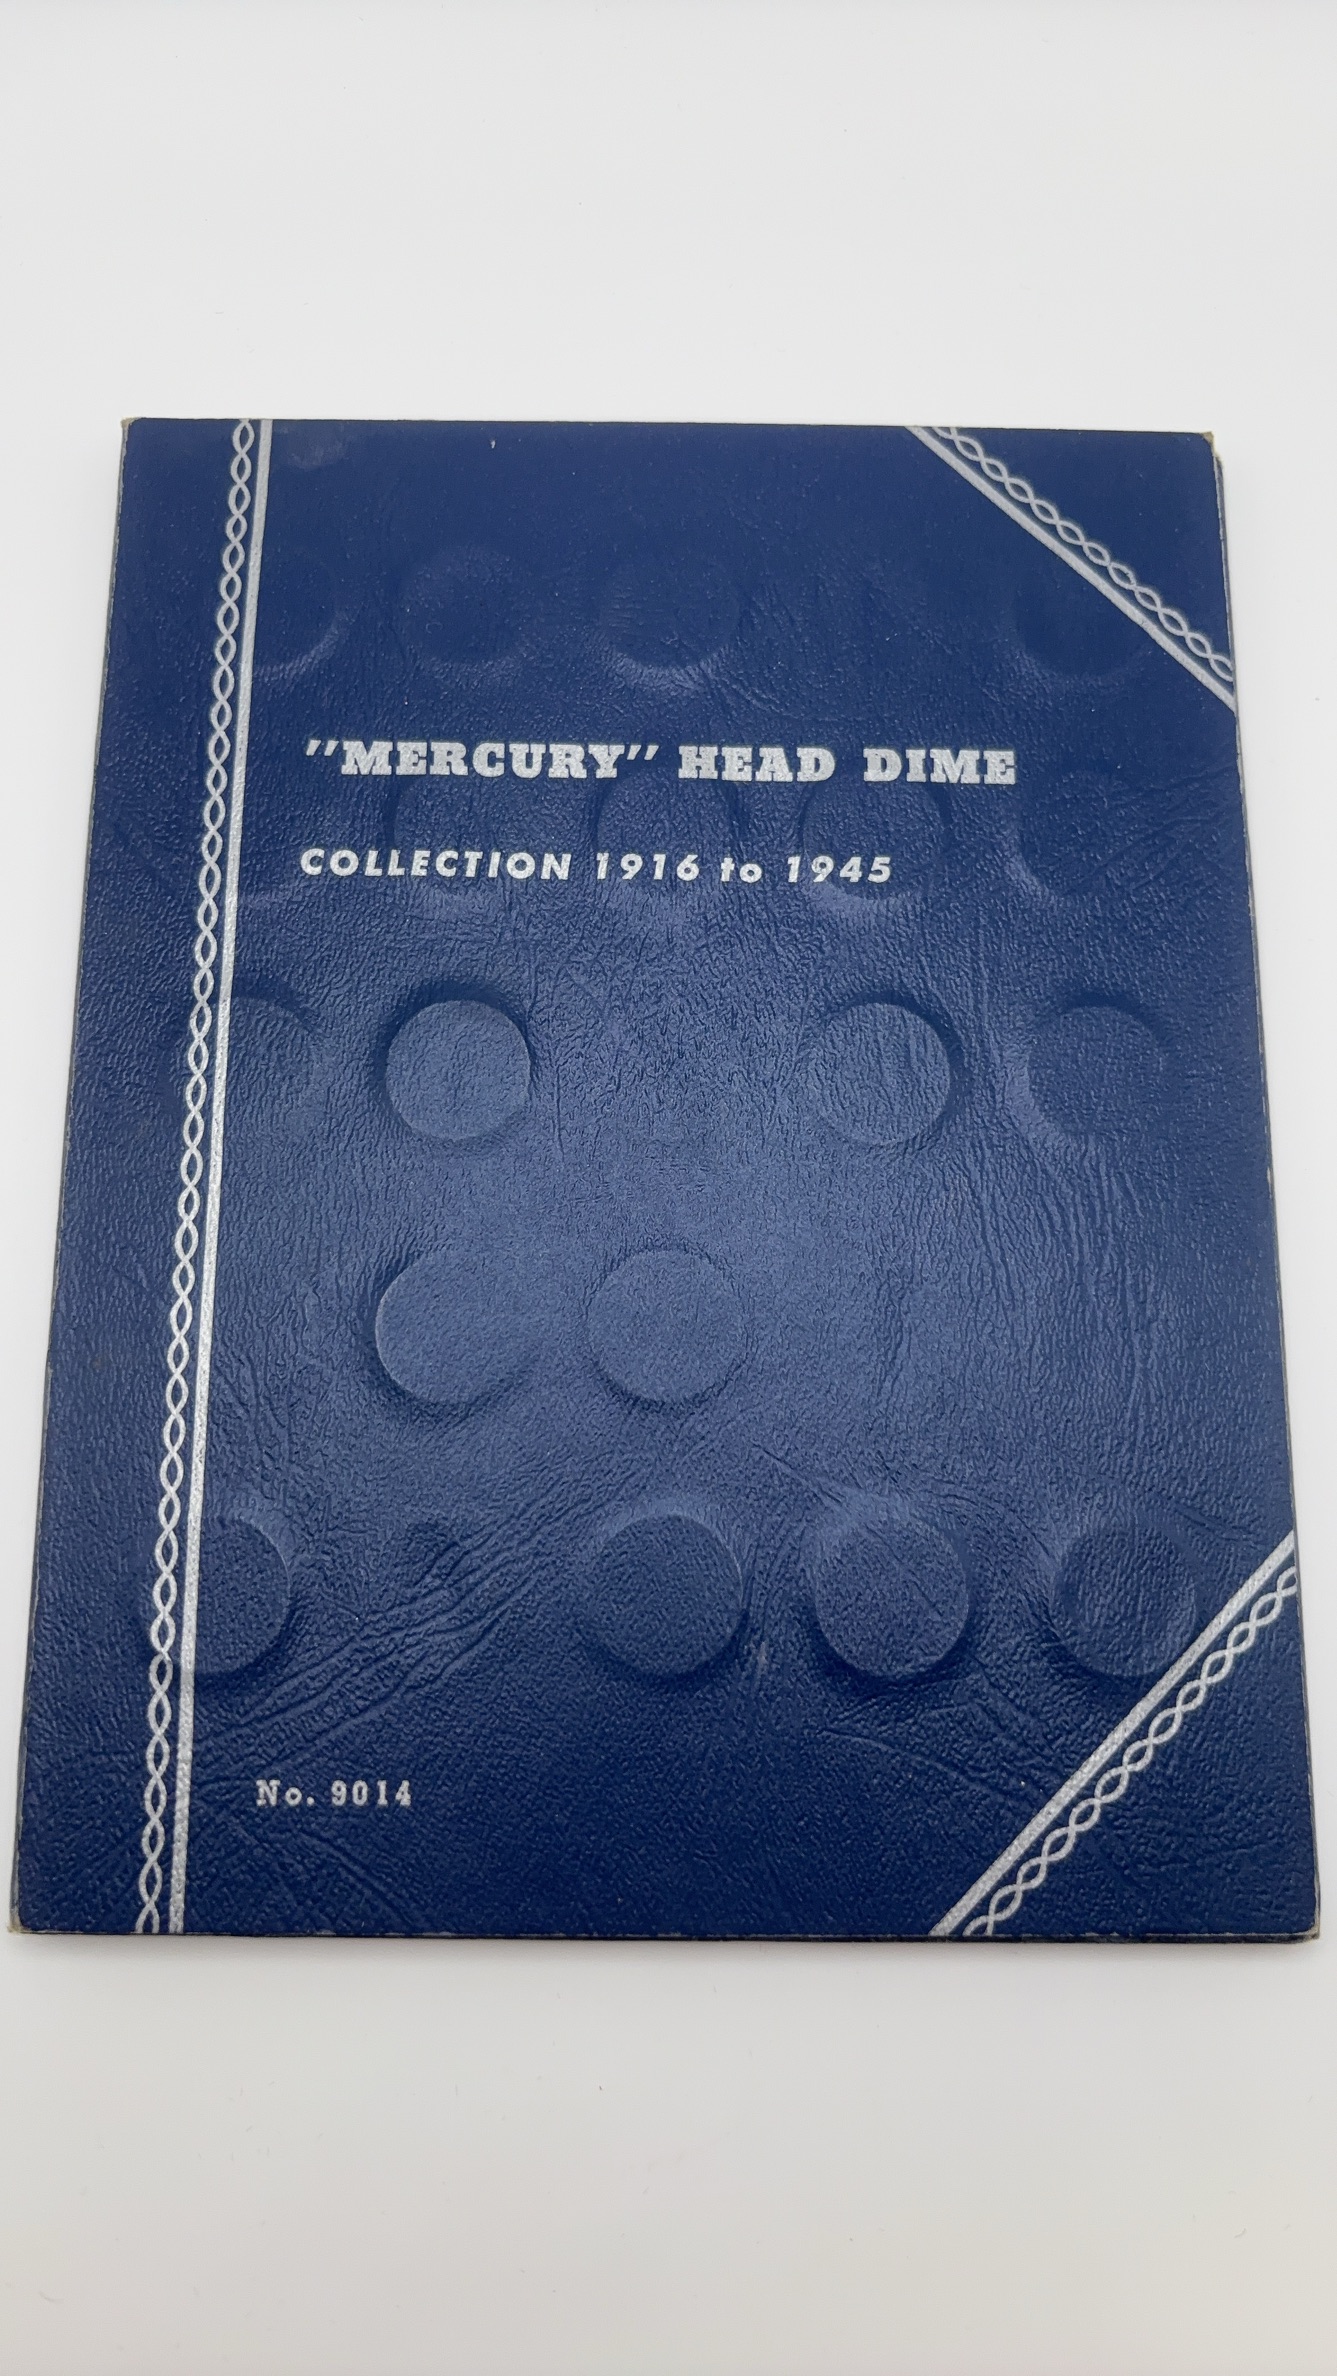 "MERCURY" HEAD DIME
COLLECTION 1916 to 1945
No. 9014